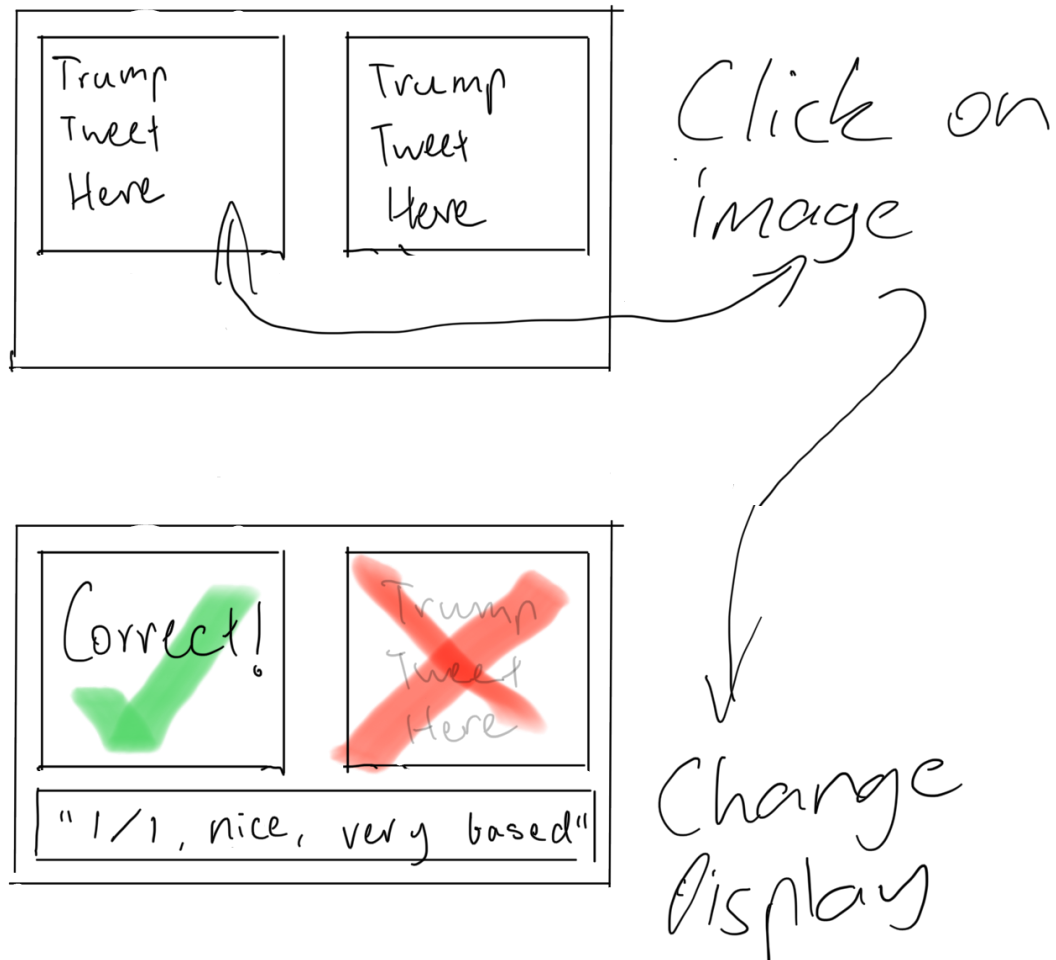 Trump
Tweet
Here
Trump
Tweet
Here
Click on
image
Correct!
Trump
Tweet
Here
"1/1, nice, very based"
Change
Display